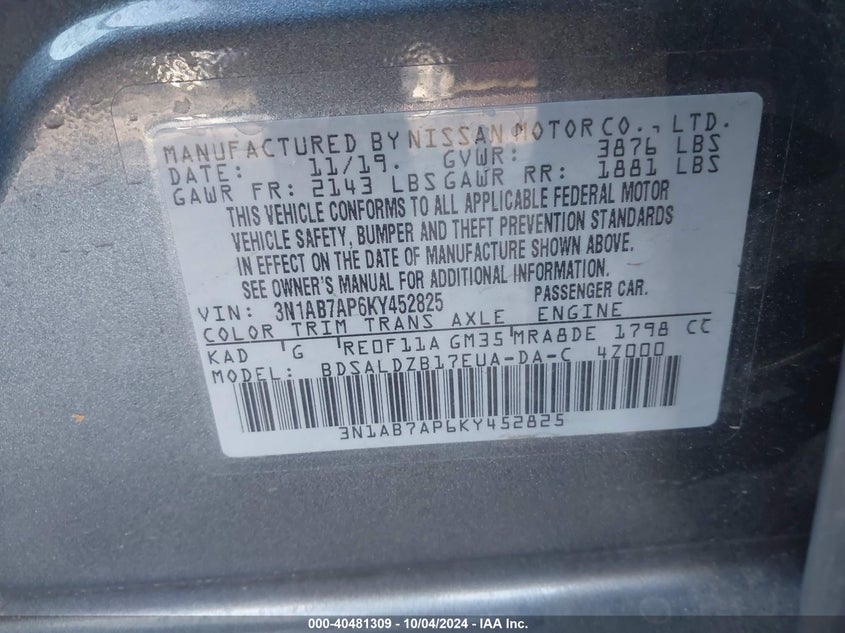 MANUFACTURED BY NISSAN MOTOR CO., LTD.
DATE: 11/19. GVWR: 3876 LBS
GAWR FR: 2143 LBS GAWR RR: 1881 LBS
THIS VEHICLE CONFORMS TO ALL APPLICABLE FEDERAL MOTOR
VEHICLE SAFETY, BUMPER AND THEFT PREVENTION STANDARDS
IN EFFECT ON THE DATE OF MANUFACTURE SHOWN ABOVE.
SEE OWNER'S MANUAL FOR ADDITIONAL INFORMATION.
VIN: 3N1AB7AP6KY452825 PASSENGER CAR.
COLOR TRIM TRANS AXLE ENGINE
KAD G RE0F11A GM35 MRA8DE 1798 CC
MODEL: BDSALDZB17EUA-DA-C 4Z000
3N1AB7AP6KY452825
000-40481309 | 10/04/2024 - IAA Inc.